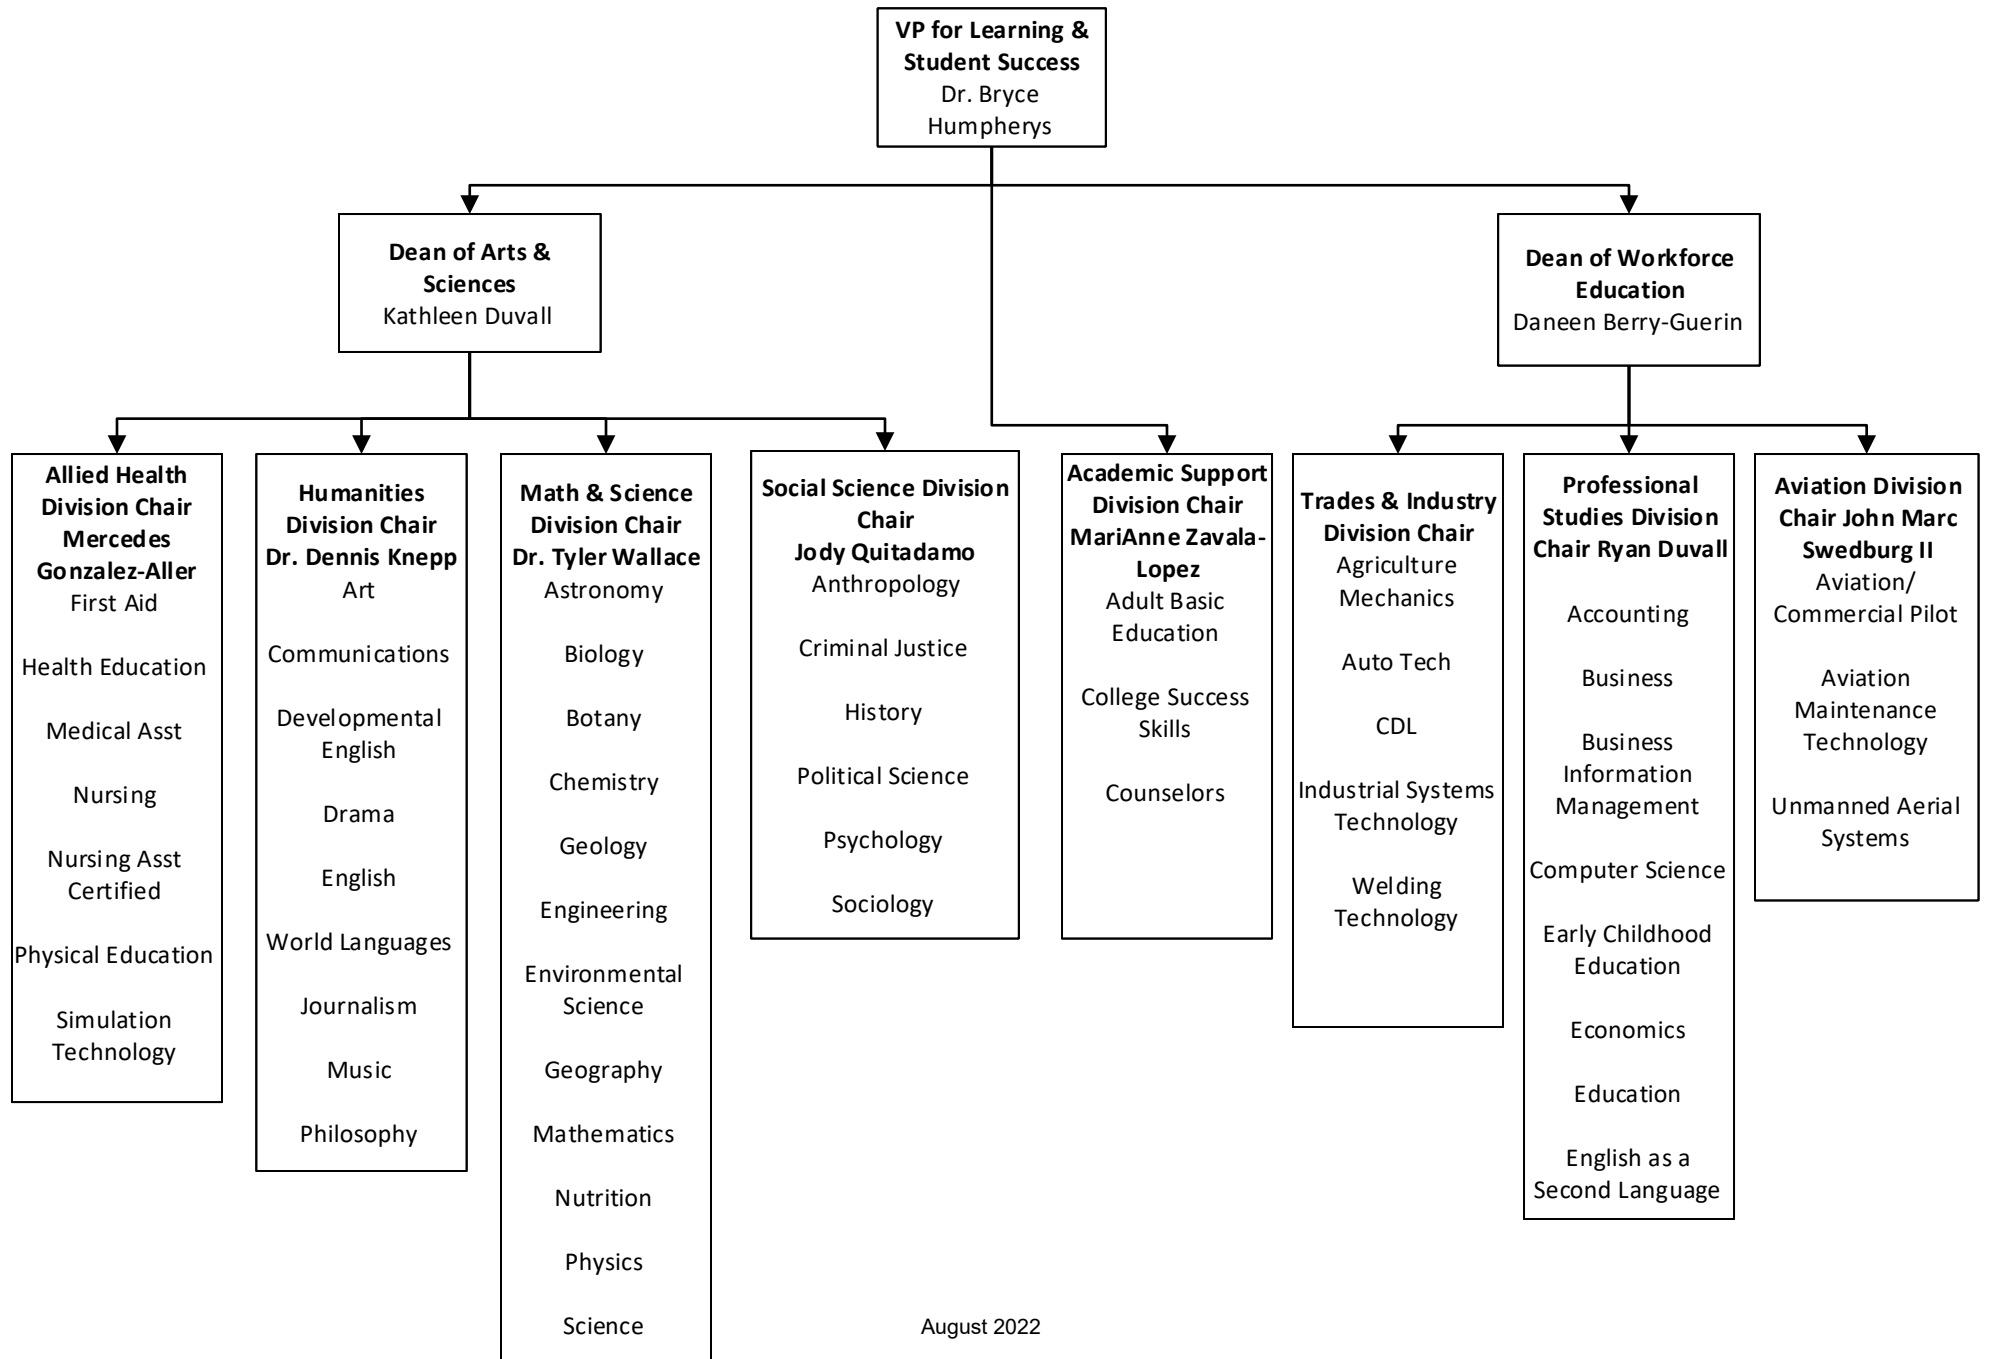 VP for Learning &
Student Success
Dr. Bryce
Humpherys
Dean of Arts &
Sciences
Kathleen Duvall
Dean of Workforce
Education
Daneen Berry-Guerin
Allied Health
Division Chair
Mercedes
Gonzalez-Aller
First Aid
Health Education
Medical Asst
Nursing
Nursing Asst
Certified
Physical Education
Simulation
Technology
Humanities
Division Chair
Dr. Dennis Knepp
Art
Communications
Developmental
English
Drama
English
World Languages
Journalism
Music
Philosophy
Math & Science
Division Chair
Dr. Tyler Wallace
Astronomy
Biology
Botany
Chemistry
Geology
Engineering
Environmental
Science
Geography
Mathematics
Nutrition
Physics
Science
Social Science Division
Chair
Jody Quitadamo
Anthropology
Criminal Justice
History
Political Science
Psychology
Sociology
Academic Support
Division Chair
MariAnne Zavala-
Lopez
Adult Basic
Education
College Success
Skills
Counselors
Trades & Industry
Division Chair
Agriculture
Mechanics
Auto Tech
CDL
Industrial Systems
Technology
Welding
Technology
Professional
Studies Division
Chair Ryan Duvall
Accounting
Business
Business
Information
Management
Computer Science
Early Childhood
Education
Economics
Education
English as a
Second Language
Aviation Division
Chair John Marc
Swedburg II
Aviation/
Commercial Pilot
Aviation
Maintenance
Technology
Unmanned Aerial
Systems
August 2022